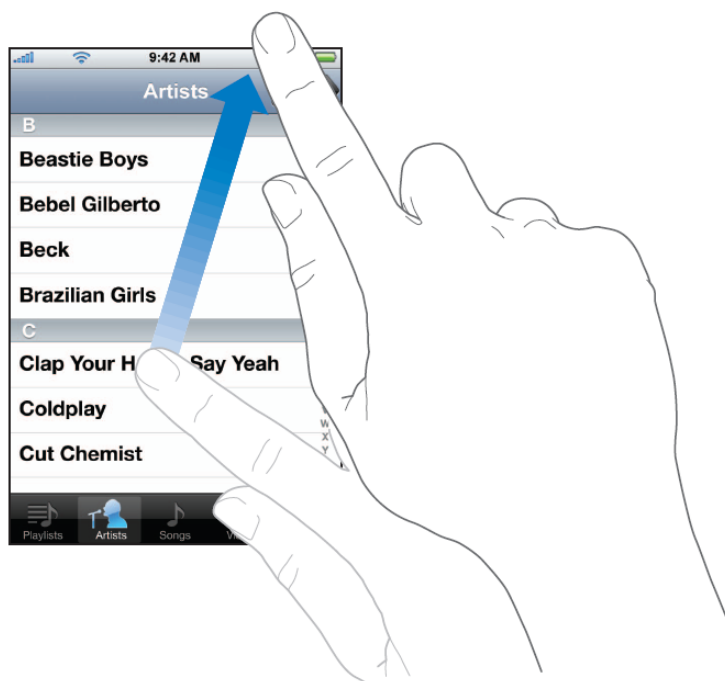 9:42 AM
Artists
B
Beastie Boys
Bebel Gilberto
Beck
Brazilian Girls
C
Clap Your H Say Yeah
Coldplay
W
X
Y
Cut Chemist
Playlists Artists Songs